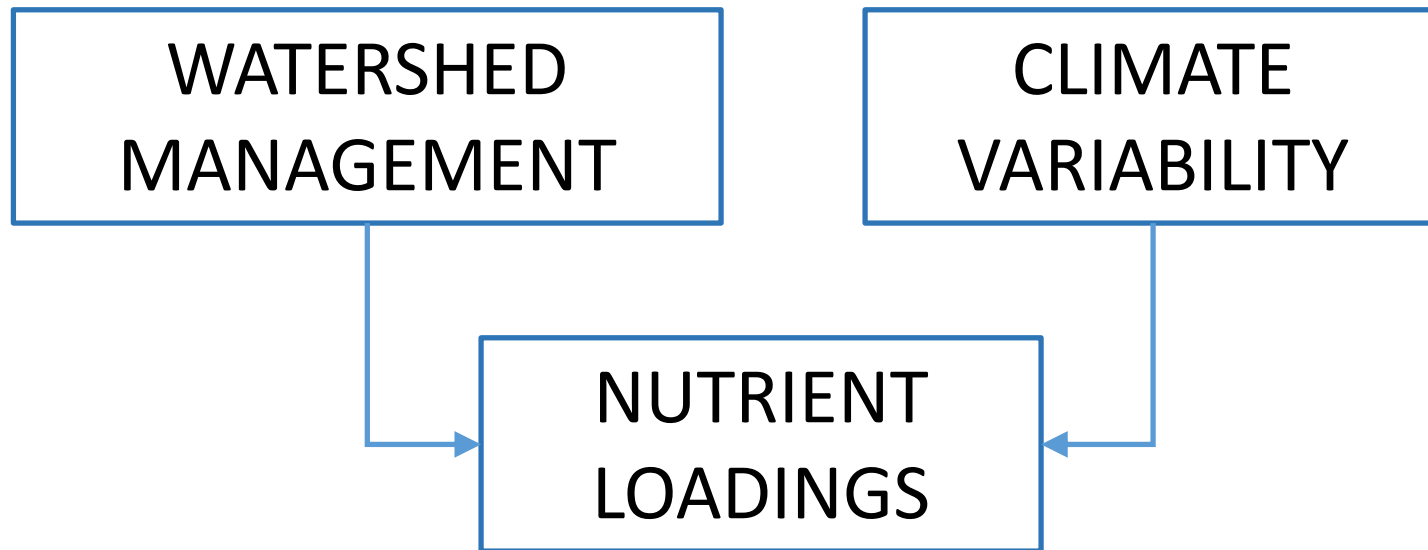 WATERSHED
MANAGEMENT
CLIMATE
VARIABILITY
NUTRIENT
LOADINGS